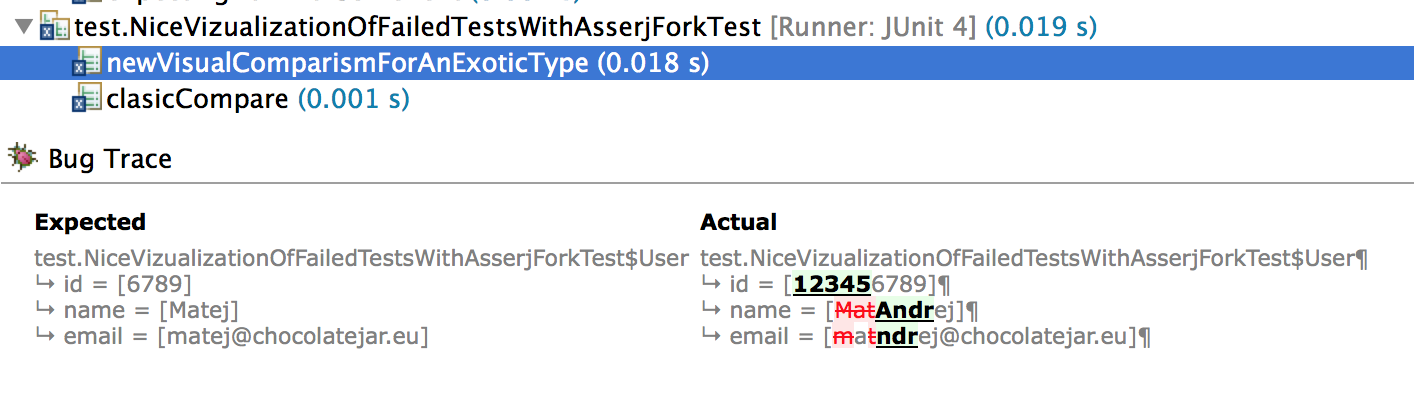 test.NiceVizualizationOfFailedTestsWithAsserjForkTest [Runner: JUnit 4] (0.019 s)
newVisualComparismForAnExoticType (0.018 s)
clasicCompare (0.001 s)
Bug Trace
Expected
test.NiceVizualizationOfFailedTestsWithAsserjForkTest$User
↳ id = [6789]
↳ name = [Matej]
↳ email = [matej@chocolatejar.eu]
Actual
test.NiceVizualizationOfFailedTestsWithAsserjForkTest$User¶
↳ id = [123456789]¶
↳ name = [MatAndrej]¶
↳ email = [matndrej@chocolatejar.eu]¶